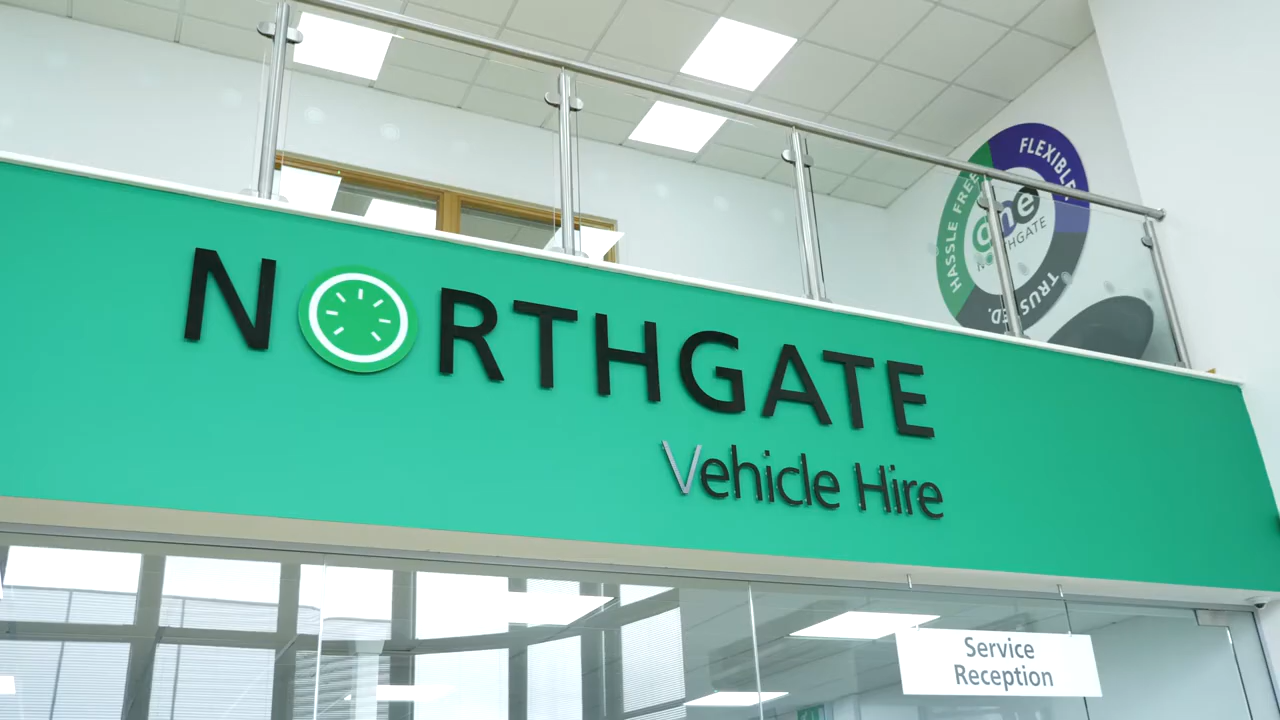 FLEXIBLE.
HASSLE FREE
one
NORTHGATE
TRUSTED.
NORTHGATE
Vehicle Hire
Service
Reception